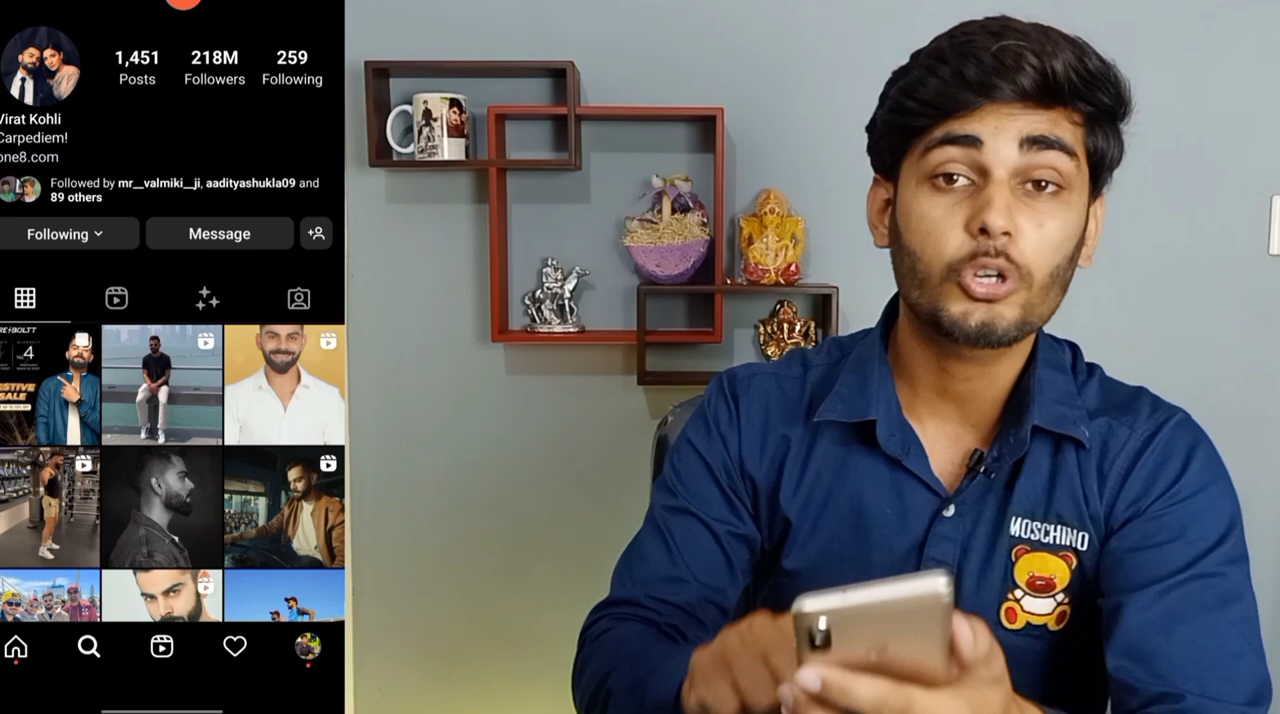 1,451
218M
259
Posts
Followers
Following
Virat Kohli
Carpediem!
one8.com
Followed by mr__valmiki__ji, aadityashukla09 and
89 others
Following
Message
4
SALE
MOSCHINO